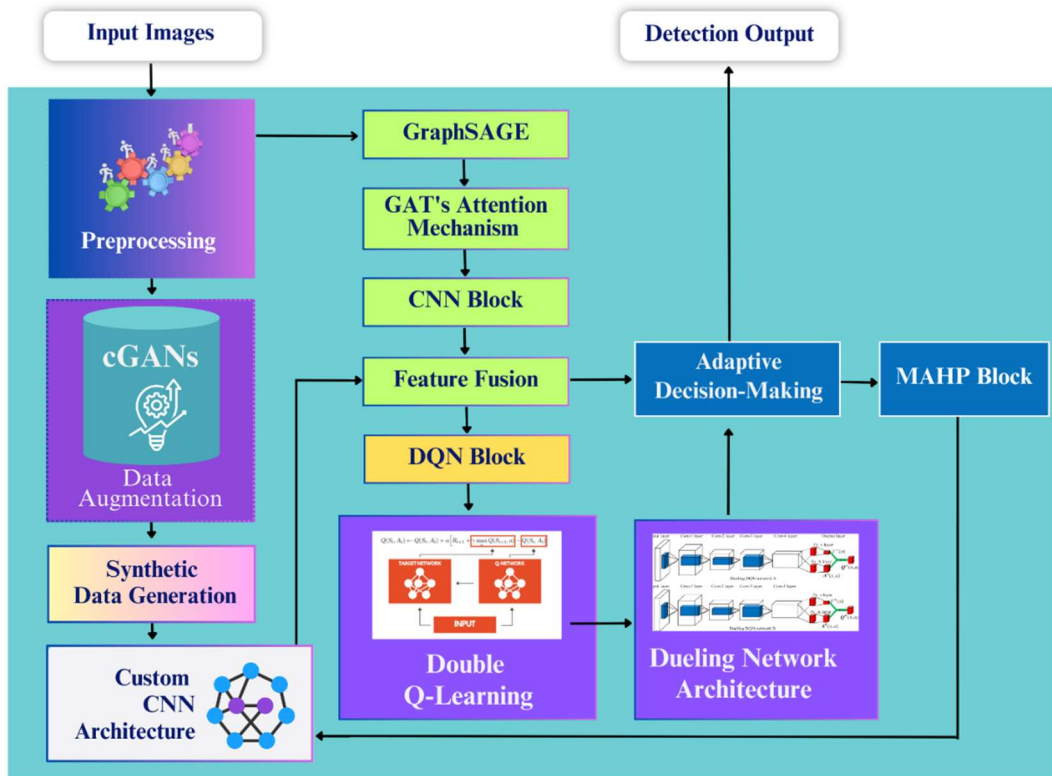 Input Images
Detection Output
GraphSAGE
GAT's Attention
Mechanism
Preprocessing
CNN Block
cGANs
Data
Augmentation
Feature Fusion
Adaptive
Decision-Making
MAHP Block
DQN Block
Synthetic
Data Generation
TARGET NETWORK
Q-NETWORK
INPUT
Double
Q-Learning
Dueling Network
Architecture
Custom
CNN
Architecture